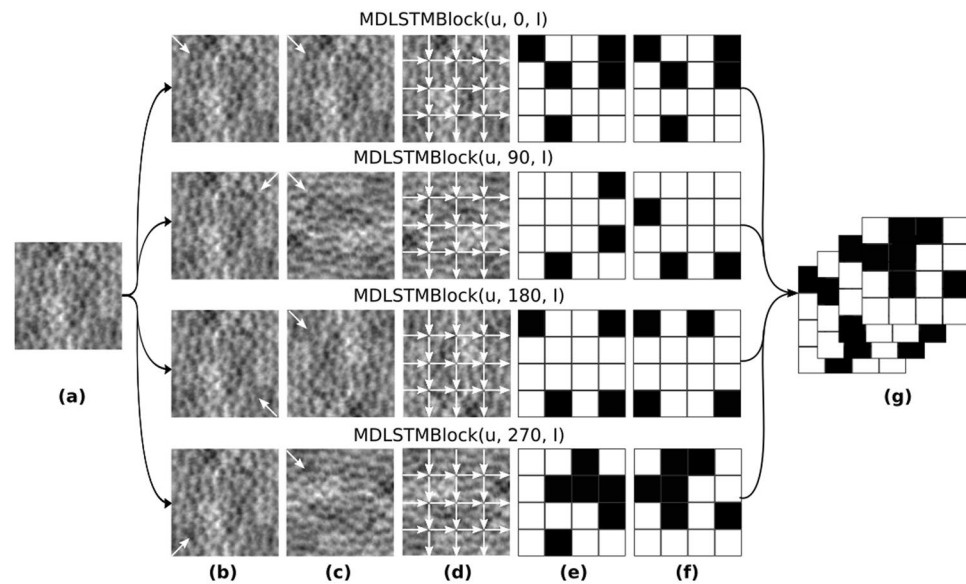 MDLSTMBlock(u, 0, I)
MDLSTMBlock(u, 90, I)
MDLSTMBlock(u, 180, I)
MDLSTMBlock(u, 270, I)
(a)
(b)
(c)
(d)
(e)
(f)
(g)